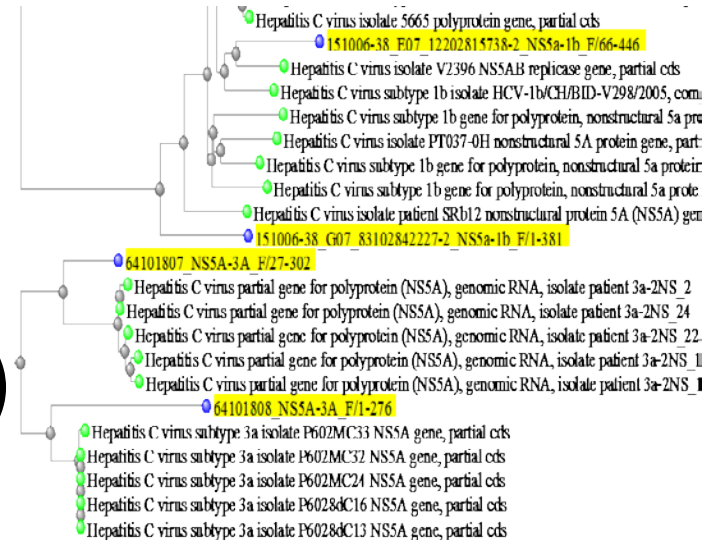 Hepatitis C virus isolate 5665 polyprotein gene, partial cds
151006-38_E07_12202815738-2_NS5a-1b_F/66-446
Hepatitis C virus isolate V2396 NS5AB replicase gene, partial cds
Hepatitis C virus subtype 1b isolate HCV-1b/CH/BID-V298/2005, com
Hepatitis C virus subtype 1b gene for polyprotein, nonstructural 5a pro
Hepatitis C virus isolate PT037-0H nonstructural 5A protein gene, part
Hepatitis C virus subtype 1b gene for polyprotein, nonstructural 5a protein
Hepatitis C virus subtype 1b gene for polyprotein, nonstructural 5a prote
Hepatitis C virus isolate patient SRb12 nonstructural protein 5A (NS5A) gen
151006-38_G07_83102842227-2_NS5a-1b_F/1-381
64101807_NS5A-3A_F/27-302
Hepatitis C virus partial gene for polyprotein (NS5A), genomic RNA, isolate patient 3a-2NS_2
Hepatitis C virus partial gene for polyprotein (NS5A), genomic RNA, isolate patient 3a-2NS_24
Hepatitis C virus partial gene for polyprotein (NS5A), genomic RNA, isolate patient 3a-2NS_22
Hepatitis C virus partial gene for polyprotein (NS5A), genomic RNA, isolate patient 3a-2NS_1
Hepatitis C virus partial gene for polyprotein (NS5A), genomic RNA, isolate patient 3a-2NS_1
64101808_NS5A-3A_F/1-276
Hepatitis C virus subtype 3a isolate P602MC33 NS5A gene, partial cds
Hepatitis C virus subtype 3a isolate P602MC32 NS5A gene, partial cds
Hepatitis C virus subtype 3a isolate P602MC24 NS5A gene, partial cds
Hepatitis C virus subtype 3a isolate P6028dC16 NS5A gene, partial cds
Hepatitis C virus subtype 3a isolate P6028dC13 NS5A gene, partial cds